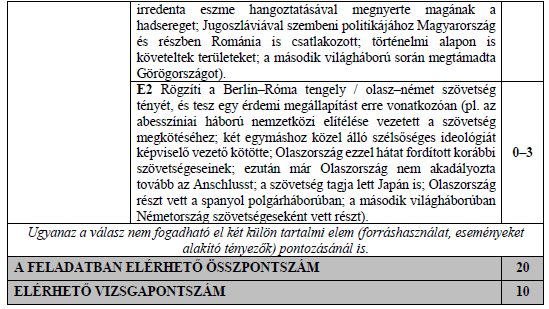 irredenta eszme hangoztatásával megnyerte magának a
hadsereget; Jugoszláviával szembeni politikájához Magyarország
és részben Románia is csatlakozott; történelmi alapon is
követeltek területeket; a második világháború során megtámadta
Görögországot).
E2 Rögzíti a Berlin–Róma tengely / olasz–német szövetség
tényét, és tesz egy érdemi megállapítást erre vonatkozóan (pl. az
abesszíniai háború nemzetközi elítélése vezetett a szövetség
megkötéséhez; két egymáshoz közel álló szélsőséges ideológiát
képviselő vezető kötötte; Olaszország ezzel hátat fordított korábbi
szövetségeseinek; ezután már Olaszország nem akadályozta
tovább az Anschlusst; a szövetség tagja lett Japán is; Olaszország
részt vett a spanyol polgárháborúban; a második világháborúban
Németország szövetségeseként vett részt).
0–3
Ugyanaz a válasz nem fogadható el két külön tartalmi elem (forráshasználat, eseményeket
alakító tényezők) pontozásánál is.
A FELADATBAN ELÉRHETŐ ÖSSZPONTSZÁM 20
ELÉRHETŐ VIZSGAPONTSZÁM 10